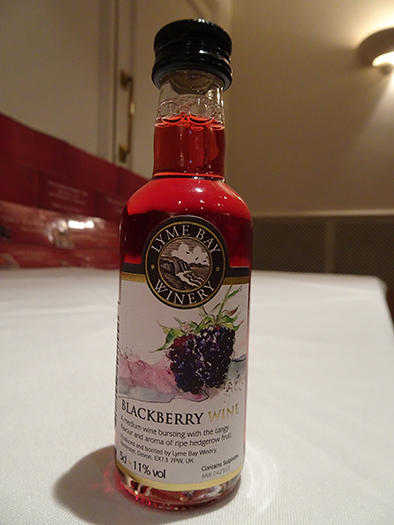 LYME BAY
WINERY
BLACKBERRY WINE
A medium wine bursting with the tangy
flavour and aroma of ripe hedgerow fruit
Produced and bottled by Lyme Bay Winery,
Devon, EX13 7PW, UK
5cl - 11% vol
Contains Sulphites